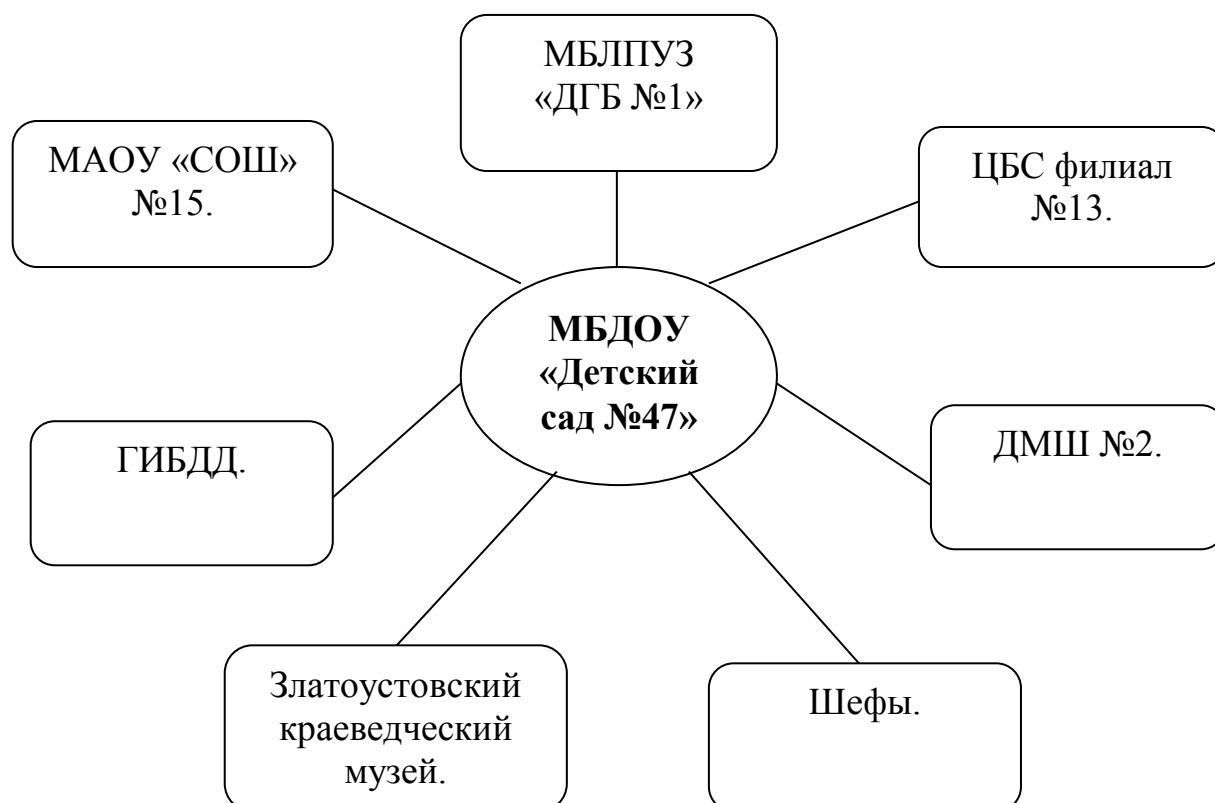 МБЛПУЗ
«ДГБ №1»
МАОУ «СОШ»
№15.
ЦБС филиал
№13.
МБДОУ
«Детский
сад №47»
ГИБДД.
ДМШ №2.
Златоустовский
краеведческий
музей.
Шефы.